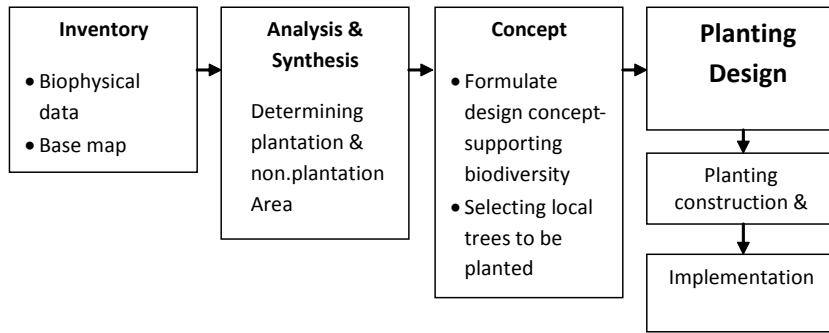 Inventory
• Biophysical
data
• Base map
Analysis &
Synthesis
Determining
plantation &
non.plantation
Area
Concept
• Formulate
design concept-
supporting
biodiversity
• Selecting local
trees to be
planted
Planting
Design
Planting
construction &
Implementation